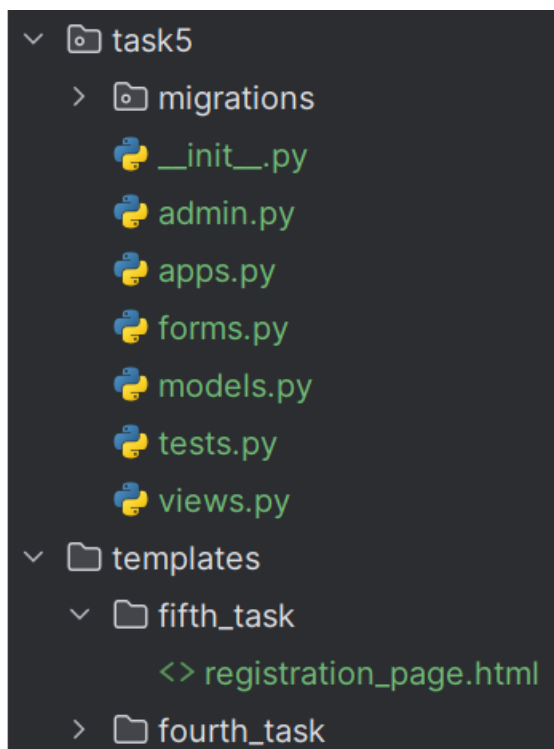 task5
migrations
__init__.py
admin.py
apps.py
forms.py
models.py
tests.py
views.py
templates
fifth_task
<> registration_page.html
fourth_task